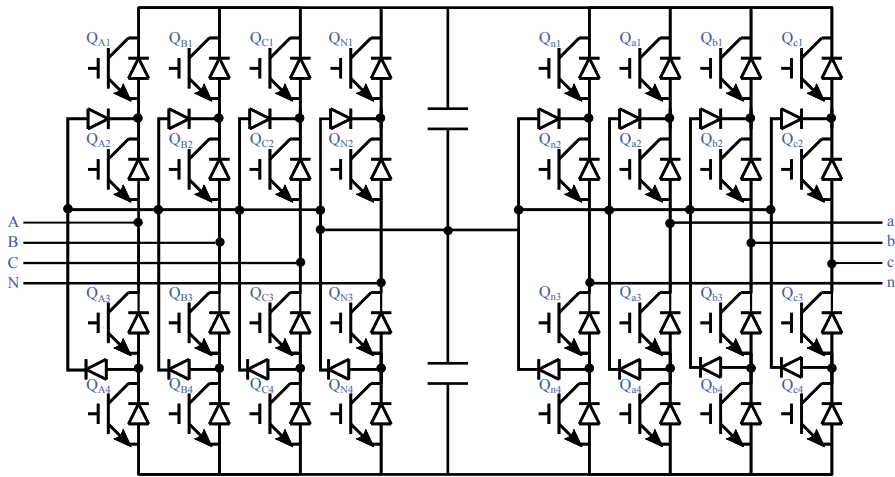 QA1 QB1 QC1 QN1 Qn1 Qa1 Qb1 Qc1
QA2 QB2 QC2 QN2 Qn2 Qa2 Qb2 Qc2
A a
B b
C c
N n
QA3 QB3 QC3 QN3 Qn3 Qa3 Qb3 Qc3
QA4 QB4 QC4 QN4 Qn4 Qa4 Qb4 Qc4